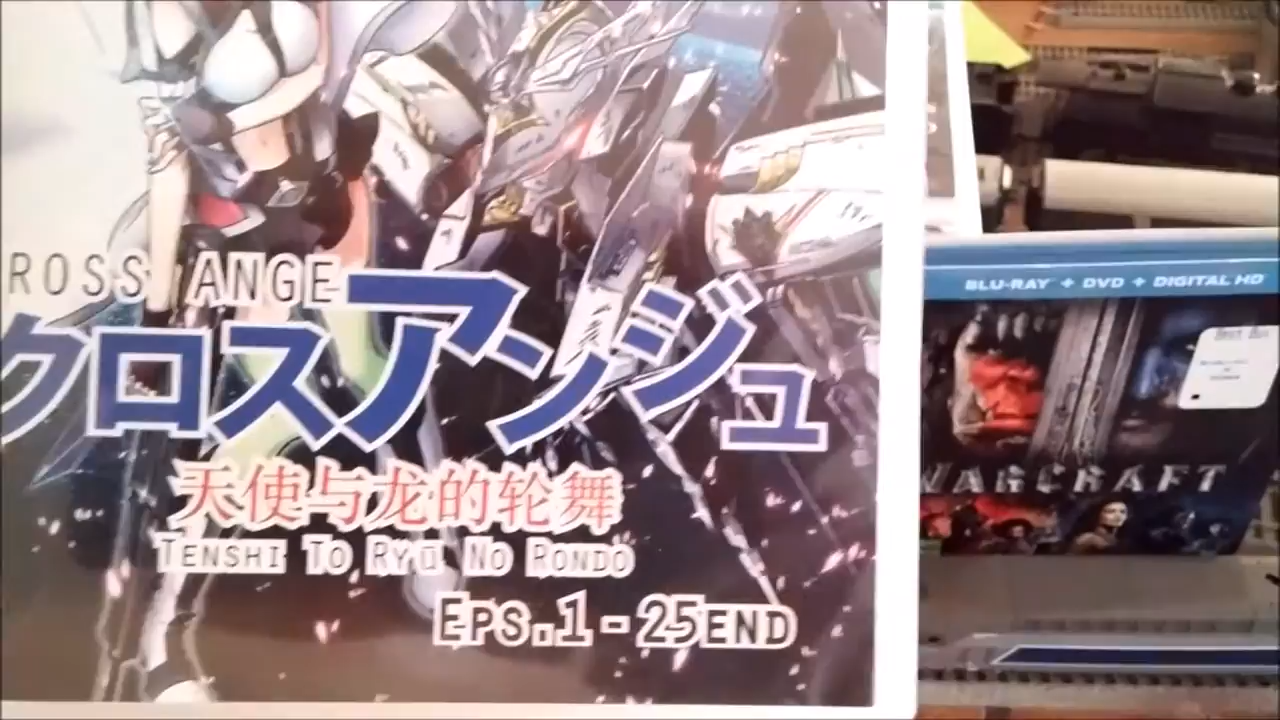 ROSS ANGE
クロスアンジュ
天使与龙的轮舞
TENSHI TO RYŪ NO RONDO
EPS.1-25END
BLU-RAY + DVD + DIGITAL HD
WARCRAFT